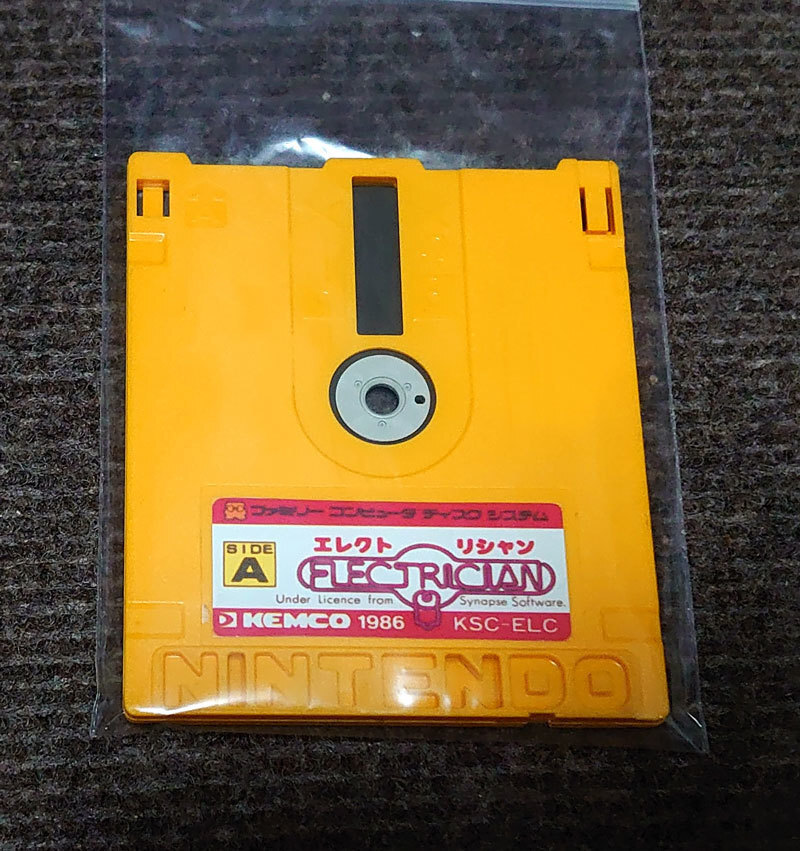 ファミリー コンピュータ ディスク システム
SIDE
A
エレクト リシャン
ELECTRICIAN
Under Licence from Synapse Software.
KEMCO 1986 KSC-ELC
NINTENDO